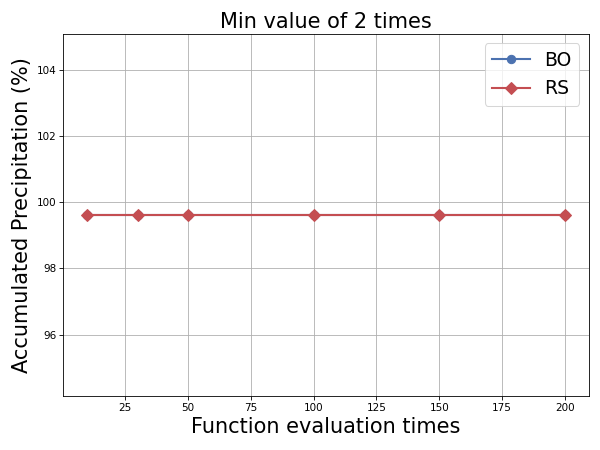 Min value of 2 times
Accumulated Precipitation (%)
104
102
100
98
96
BO
RS
25 50 75 100 125 150 175 200
Function evaluation times